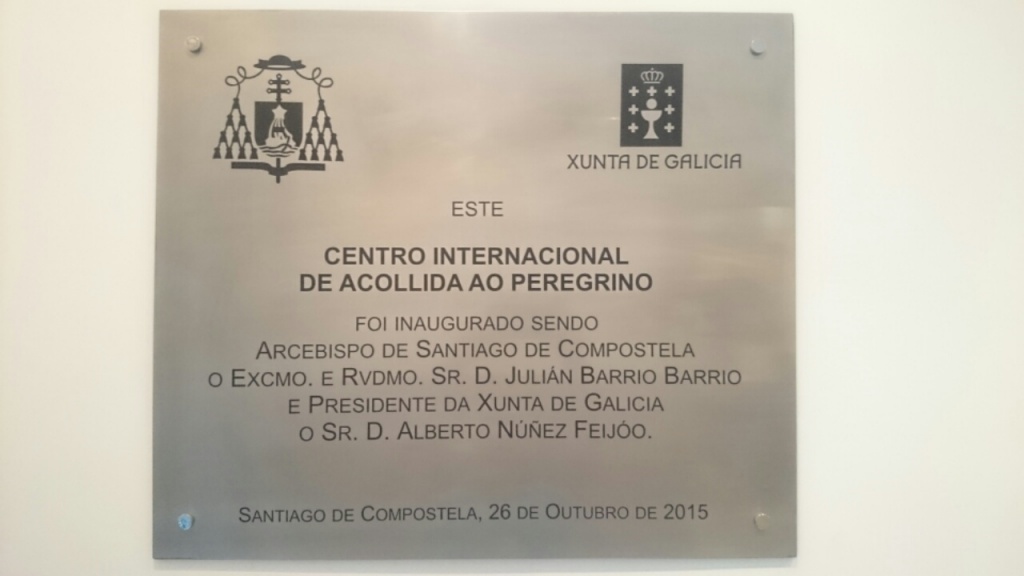 XUNTA DE GALICIA
ESTE
CENTRO INTERNACIONAL
DE ACOLLIDA AO PEREGRINO
FOI INAUGURADO SENDO
ARCEBISPO DE SANTIAGO DE COMPOSTELA
O EXCMO. E RVDMO. SR. D. JULIÁN BARRIO BARRIO
E PRESIDENTE DA XUNTA DE GALICIA
O SR. D. ALBERTO NÚÑEZ FEIJÓO.
SANTIAGO DE COMPOSTELA, 26 DE OUTUBRO DE 2015